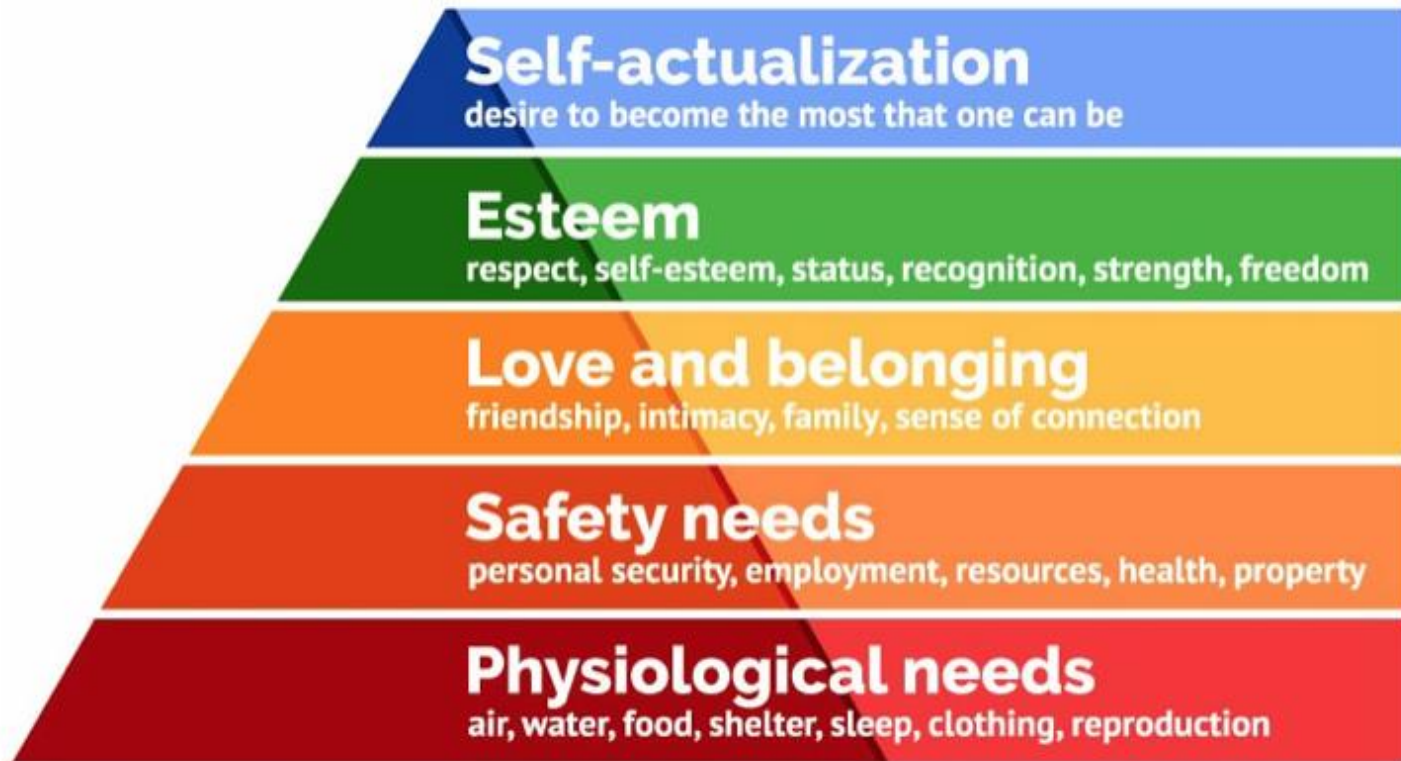 Self-actualization
desire to become the most that one can be
Esteem
respect, self-esteem, status, recognition, strength, freedom
Love and belonging
friendship, intimacy, family, sense of connection
Safety needs
personal security, employment, resources, health, property
Physiological needs
air, water, food, shelter, sleep, clothing, reproduction